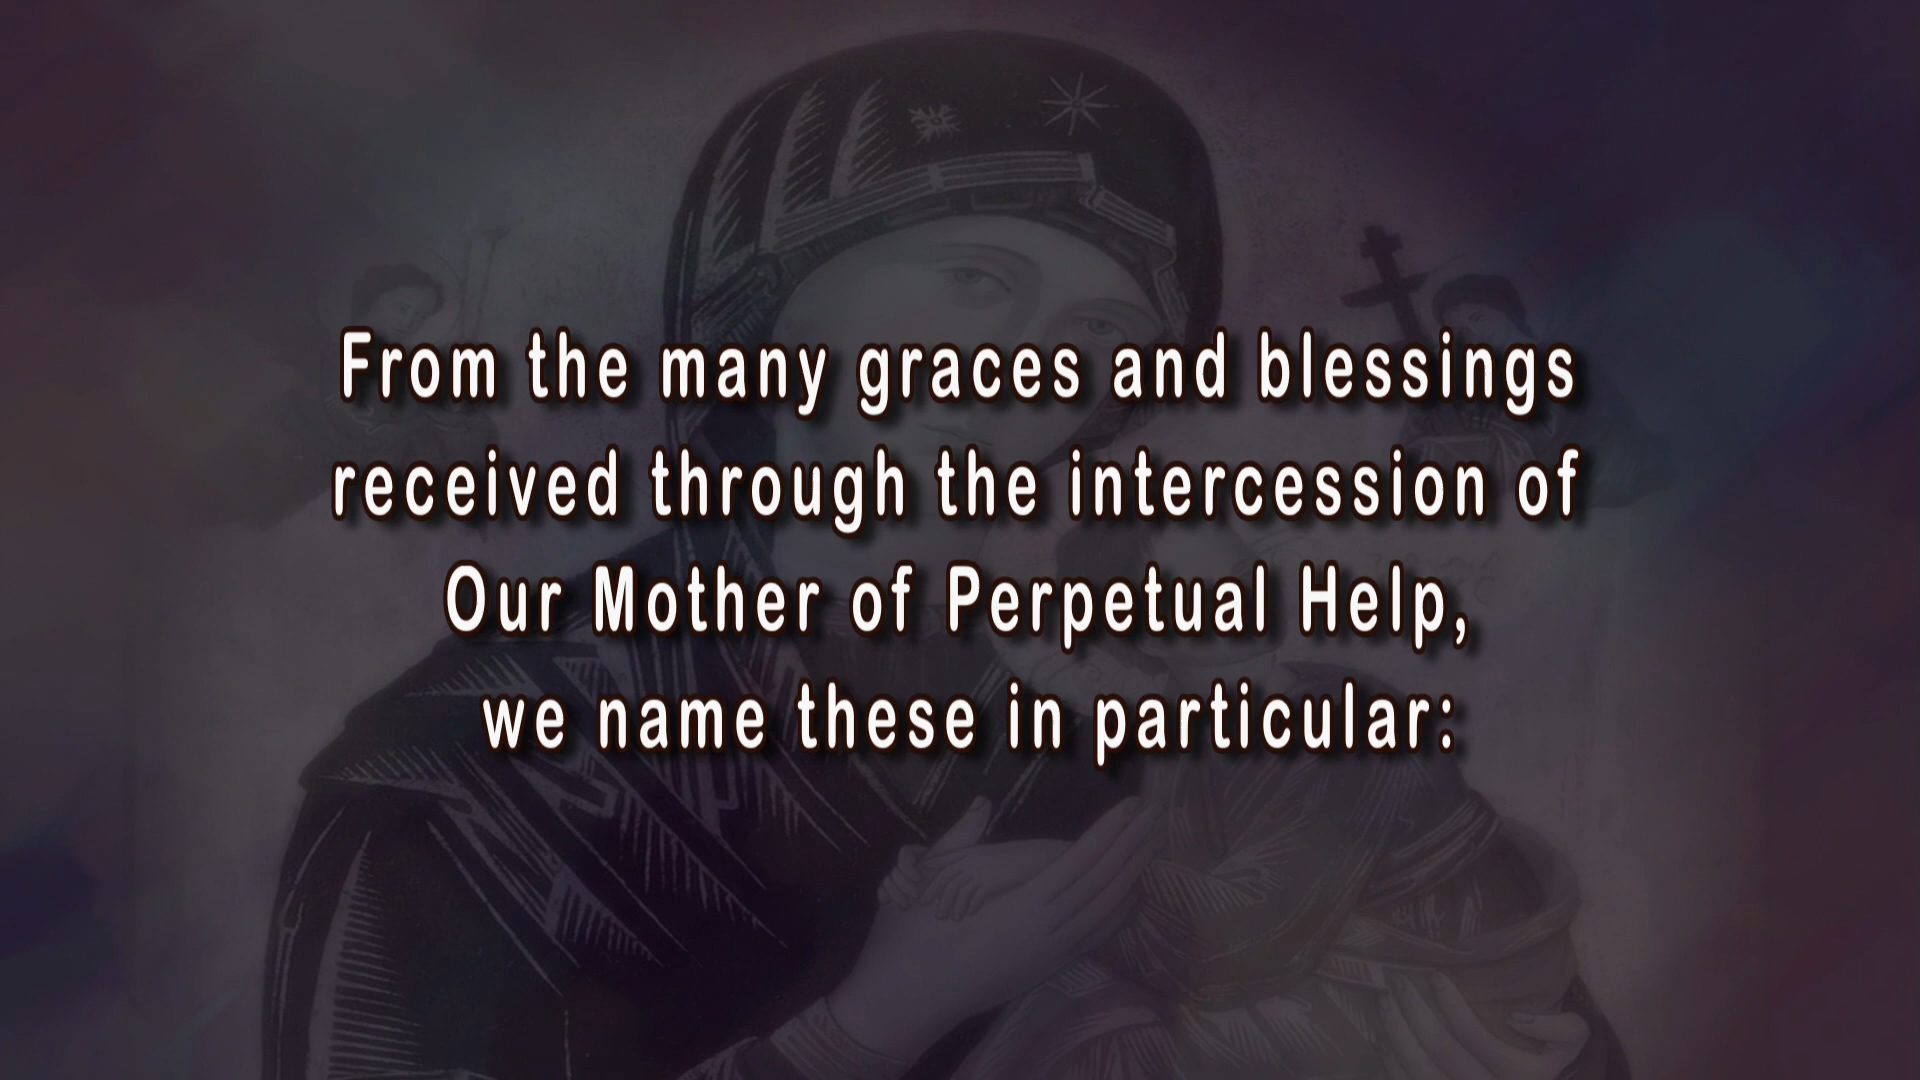 From the many graces and blessings
received through the intercession of
Our Mother of Perpetual Help,
we name these in particular: